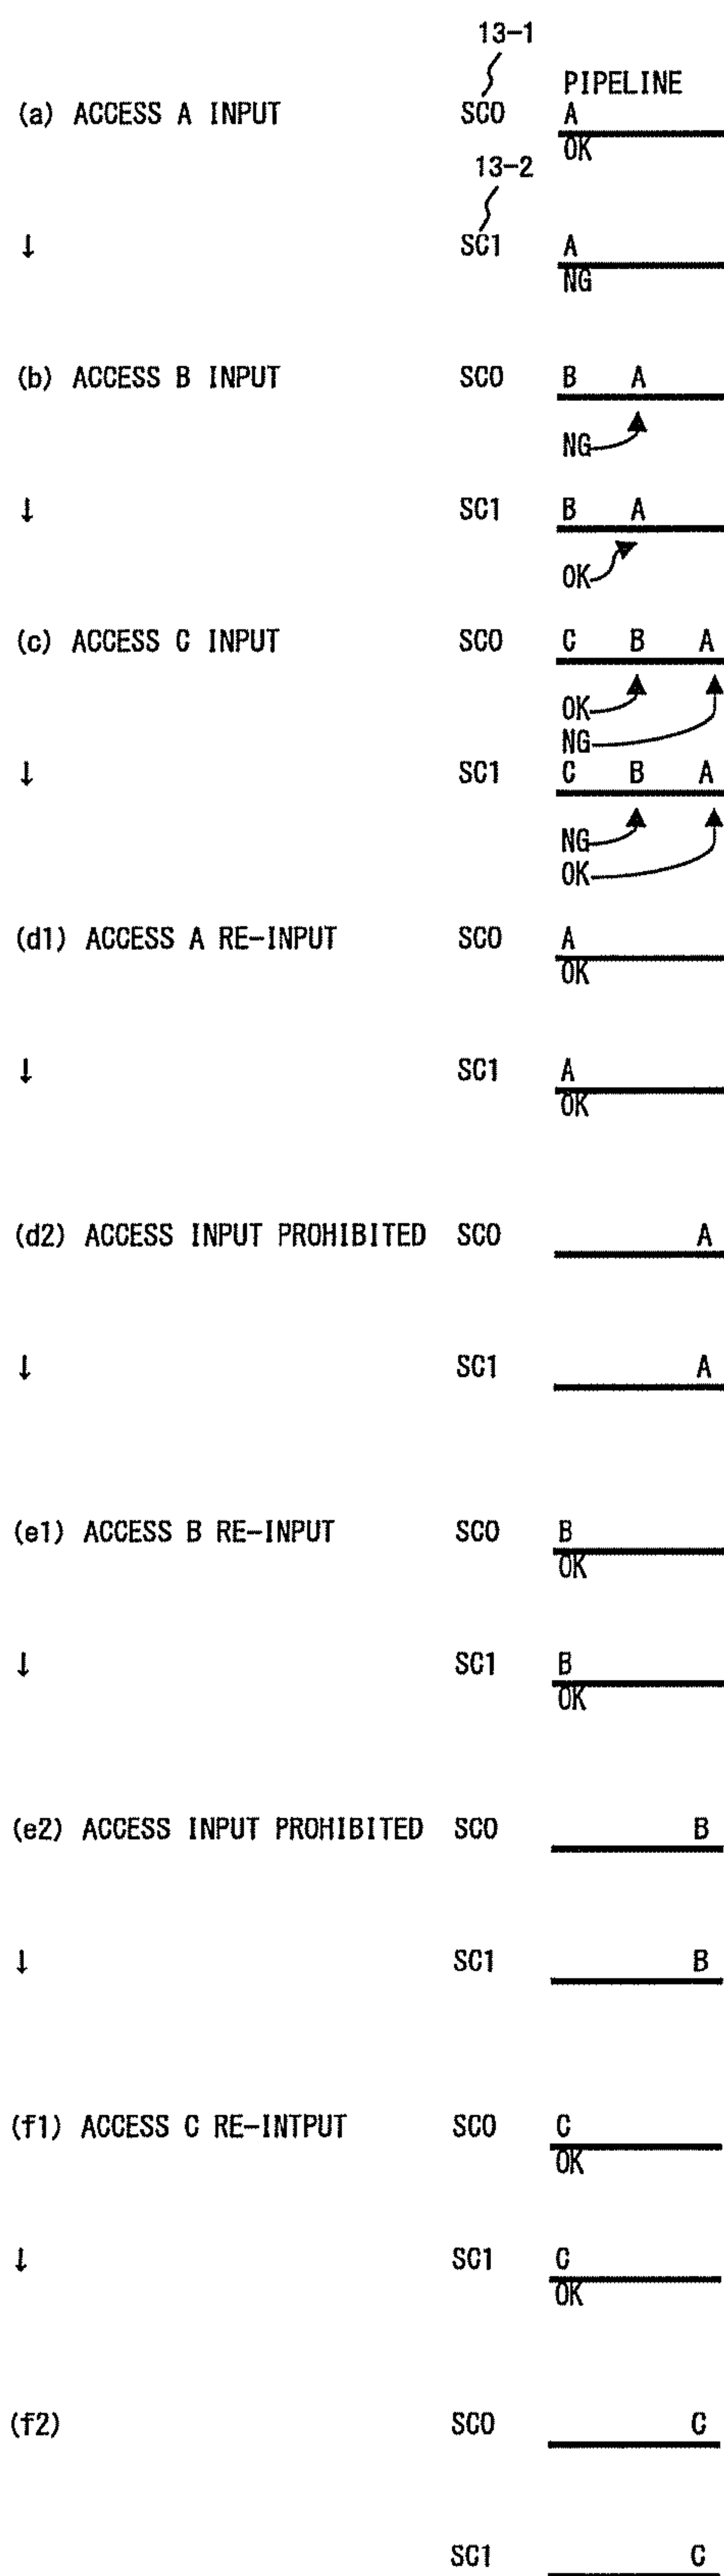 13-1
PIPELINE
(a) ACCESS A INPUT SC0 A
OK
13-2
↓ SC1 A
NG
(b) ACCESS B INPUT SC0 B A
NG
↓ SC1 B A
OK
(c) ACCESS C INPUT SC0 C B A
OK
NG
↓ SC1 C B A
NG
OK
(d1) ACCESS A RE-INPUT SC0 A
OK
↓ SC1 A
OK
(d2) ACCESS INPUT PROHIBITED SC0 A
↓ SC1 A
(e1) ACCESS B RE-INPUT SC0 B
OK
↓ SC1 B
OK
(e2) ACCESS INPUT PROHIBITED SC0 B
↓ SC1 B
(f1) ACCESS C RE-INTPUT SC0 C
OK
↓ SC1 C
OK
(f2) SC0 C
SC1 C